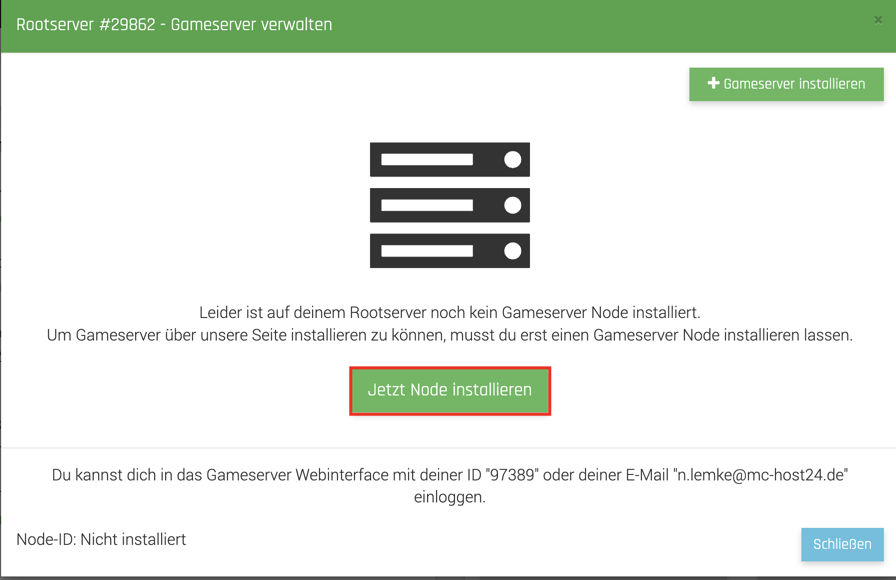 Rootserver #29862 - Gameserver verwalten
×
+ Gameserver installieren
Leider ist auf deinem Rootserver noch kein Gameserver Node installiert.
Um Gameserver über unsere Seite installieren zu können, musst du erst einen Gameserver Node installieren lassen.
Jetzt Node installieren
Du kannst dich in das Gameserver Webinterface mit deiner ID "97389" oder deiner E-Mail "n.lemke@mc-host24.de"
einloggen.
Node-ID: Nicht installiert
Schließen